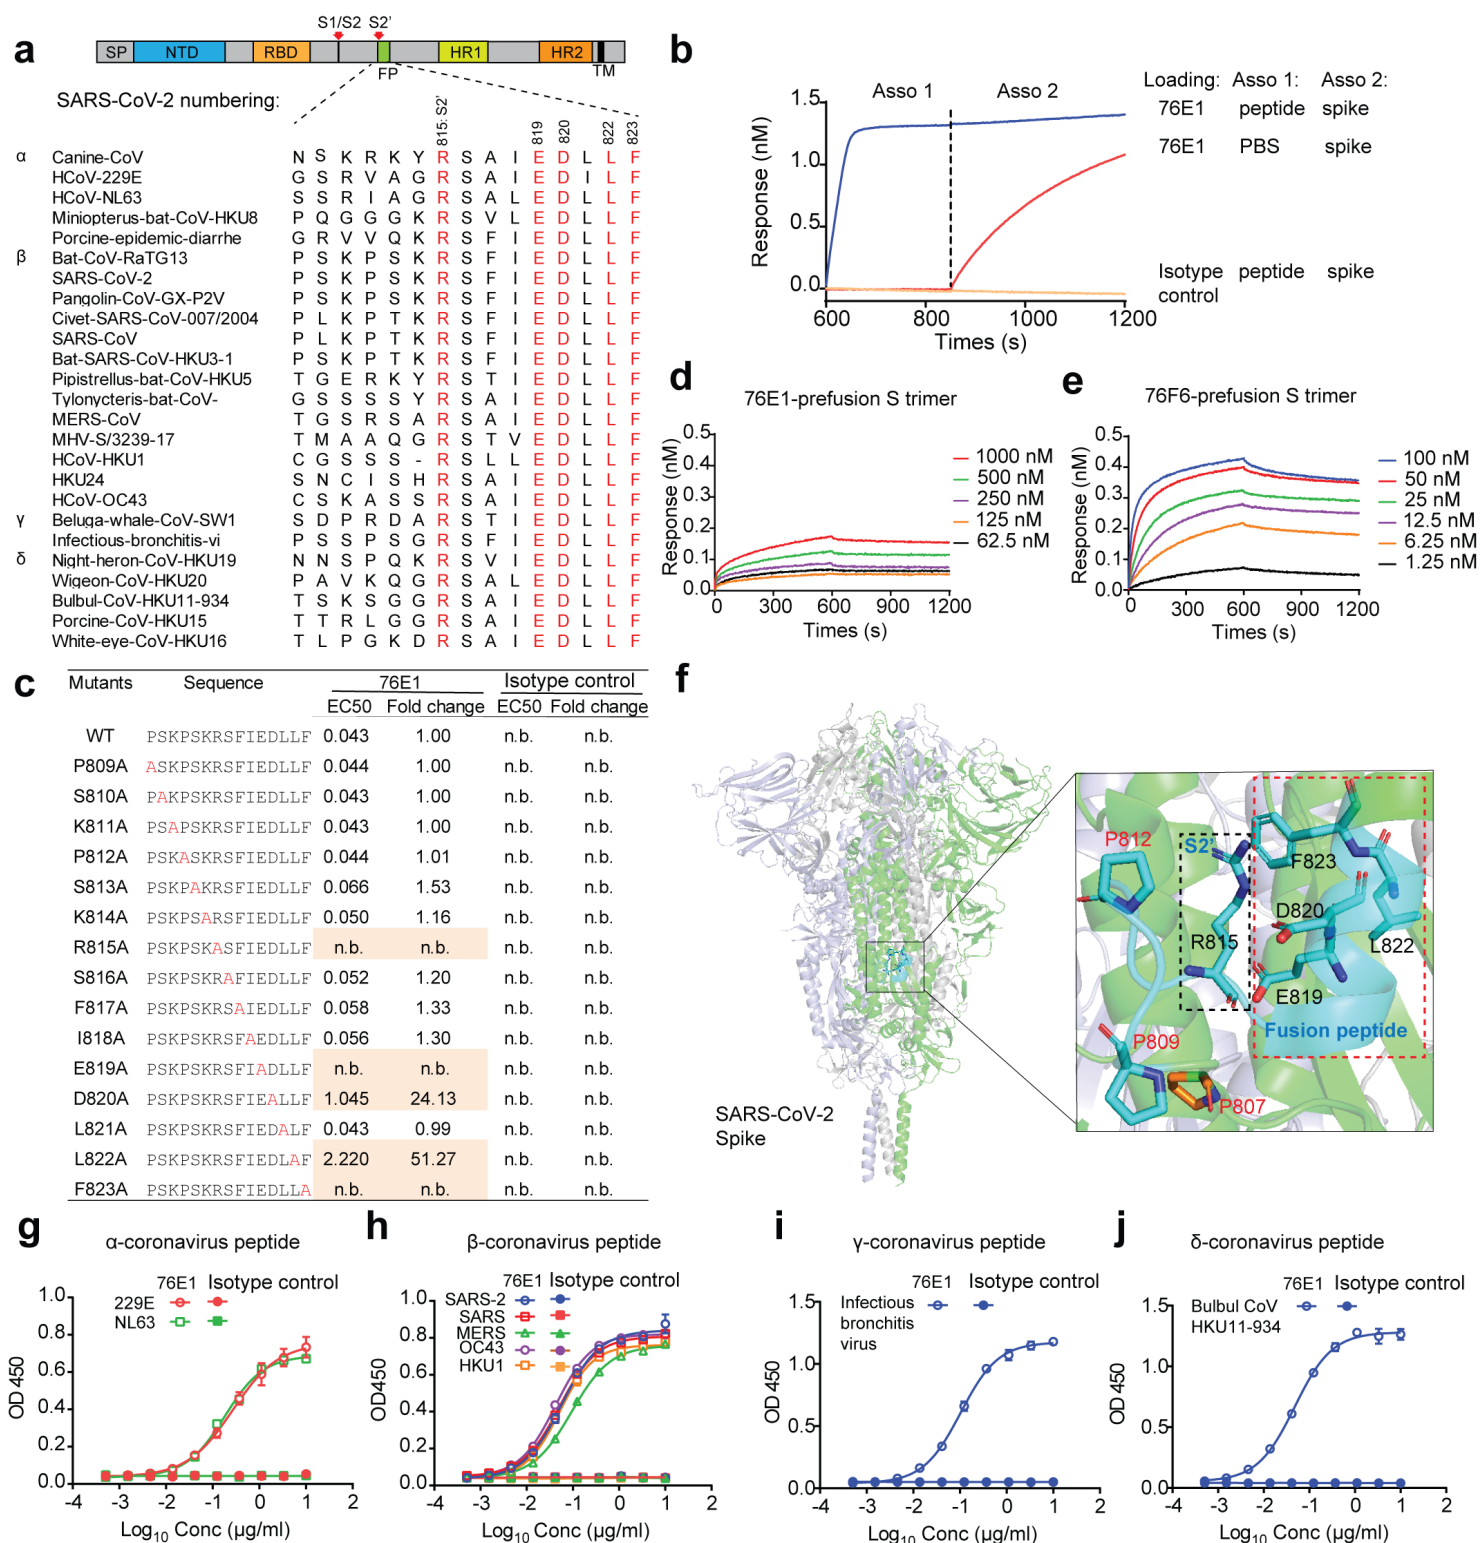 a
S1/S2 S2'
SP NTD RBD HR1 HR2
FP TM
SARS-CoV-2 numbering:
815: S2' 819 820 822 823
α Canine-CoV N S K R K Y R S A I E D L L F
HCoV-229E G S R V A G R S A I E D I L F
HCoV-NL63 S S R I A G R S A L E D L L F
Miniopterus-bat-CoV-HKU8 P Q G G G K R S V L E D L L F
Porcine-epidemic-diarrhe G R V V Q K R S F I E D L L F
β Bat-CoV-RaTG13 P S K P S K R S F I E D L L F
SARS-CoV-2 P S K P S K R S F I E D L L F
Pangolin-CoV-GX-P2V P S K P S K R S F I E D L L F
Civet-SARS-CoV-007/2004 P L K P T K R S F I E D L L F
SARS-CoV P L K P T K R S F I E D L L F
Bat-SARS-CoV-HKU3-1 P S K P T K R S F I E D L L F
Pipistrellus-bat-CoV-HKU5 T G E R K Y R S T I E D L L F
Tylonycteris-bat-CoV- G S S S S Y R S A I E D L L F
MERS-CoV T G S R S A R S A I E D L L F
MHV-S/3239-17 T M A A Q G R S T V E D L L F
HCoV-HKU1 C G S S S - R S L L E D L L F
HKU24 S N C I S H R S A I E D L L F
HCoV-OC43 C S K A S S R S A I E D L L F
γ Beluga-whale-CoV-SW1 S D P R D A R S T I E D L L F
Infectious-bronchitis-vi P S S P S G R S F I E D L L F
δ Night-heron-CoV-HKU19 N N S P Q K R S V I E D L L F
Wigeon-CoV-HKU20 P A V K Q G R S A L E D L L F
Bulbul-CoV-HKU11-934 T S K S G G R S A I E D L L F
Porcine-CoV-HKU15 T T R L G G R S A I E D L L F
White-eye-CoV-HKU16 T L P G K D R S A I E D L L F
b
Loading: Asso 1: Asso 2:
76E1 peptide spike
76E1 PBS spike
Isotype control peptide spike
Asso 1 Asso 2
Response (nM)
1.5
1.0
0.5
0.0
600 800 1000 1200
Times (s)
d
76E1-prefusion S trimer
Response (nM)
0.5
0.4
0.3
0.2
0.1
0.0
0 300 600 900 1200
Times (s)
1000 nM
500 nM
250 nM
125 nM
62.5 nM
e
76F6-prefusion S trimer
Response (nM)
0.5
0.4
0.3
0.2
0.1
0.0
0 300 600 900 1200
Times (s)
100 nM
50 nM
25 nM
12.5 nM
6.25 nM
1.25 nM
c
Mutants Sequence 76E1 Isotype control
EC50 Fold change EC50 Fold change
WT PSKPSKRSFIEDLLF 0.043 1.00 n.b. n.b.
P809A ASKPSKRSFIEDLLF 0.044 1.00 n.b. n.b.
S810A PAKPSKRSFIEDLLF 0.043 1.00 n.b. n.b.
K811A PSAPSKRSFIEDLLF 0.043 1.00 n.b. n.b.
P812A PSKASKRSFIEDLLF 0.044 1.01 n.b. n.b.
S813A PSKPAKRSFIEDLLF 0.066 1.53 n.b. n.b.
K814A PSKPSARSFIEDLLF 0.050 1.16 n.b. n.b.
R815A PSKPSKASFIEDLLF n.b. n.b. n.b. n.b.
S816A PSKPSKRAFIEDLLF 0.052 1.20 n.b. n.b.
F817A PSKPSKRSAIEDLLF 0.058 1.33 n.b. n.b.
I818A PSKPSKRSFAEDLLF 0.056 1.30 n.b. n.b.
E819A PSKPSKRSFIADLLF n.b. n.b. n.b. n.b.
D820A PSKPSKRSFIEALLF 1.045 24.13 n.b. n.b.
L821A PSKPSKRSFIEDALF 0.043 0.99 n.b. n.b.
L822A PSKPSKRSFIEDLAF 2.220 51.27 n.b. n.b.
F823A PSKPSKRSFIEDLLA n.b. n.b. n.b. n.b.
f
SARS-CoV-2
Spike
P812
S2'
F823
D820
R815
L822
E819
Fusion peptide
P809
P807
g
α-coronavirus peptide
76E1 Isotype control
229E
NL63
OD 450
1.0
0.8
0.6
0.4
0.2
0.0
-4 -3 -2 -1 0 1 2
Log10 Conc (µg/ml)
h
β-coronavirus peptide
76E1 Isotype control
SARS-2
SARS
MERS
OC43
HKU1
OD450
1.0
0.8
0.6
0.4
0.2
0.0
-4 -3 -2 -1 0 1 2
Log10 Conc (µg/ml)
i
γ-coronavirus peptide
76E1 Isotype control
Infectious
bronchitis
virus
OD 450
1.5
1.0
0.5
0.0
-4 -3 -2 -1 0 1 2
Log10 Conc (µg/ml)
j
δ-coronavirus peptide
76E1 Isotype control
Bulbul CoV
HKU11-934
OD 450
1.5
1.0
0.5
0.0
-4 -3 -2 -1 0 1 2
Log10 Conc (µg/ml)